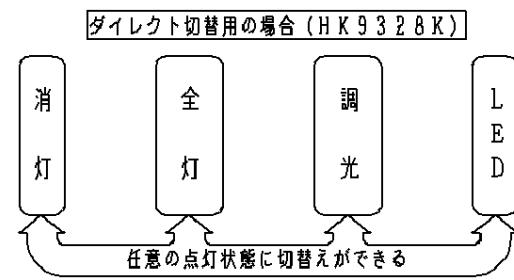 ダイレクト切替用の場合(HK9328K)
消灯
全灯
調光
LED
任意の点灯状態に切替えができる